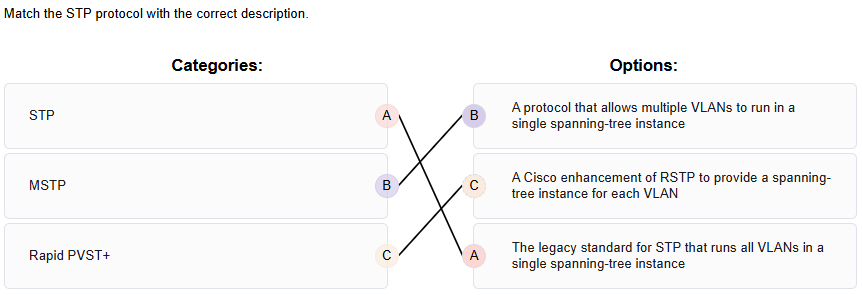 Match the STP protocol with the correct description.
Categories:
Options:
STP
A
B
A protocol that allows multiple VLANs to run in a
single spanning-tree instance
MSTP
B
C
A Cisco enhancement of RSTP to provide a spanning-
tree instance for each VLAN
Rapid PVST+
C
A
The legacy standard for STP that runs all VLANs in a
single spanning-tree instance